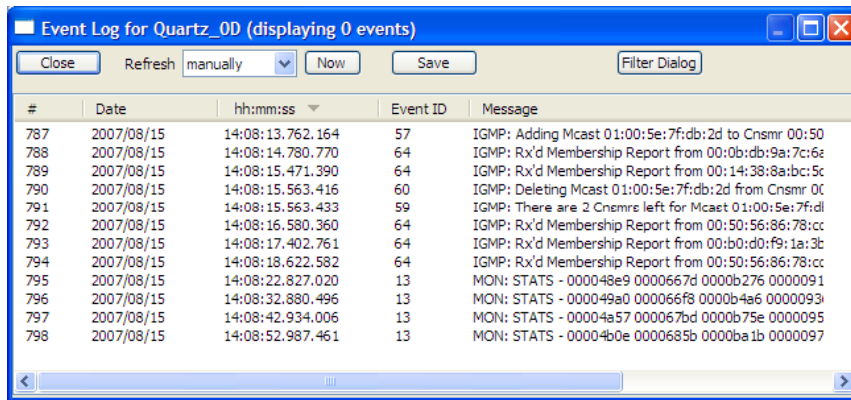 Event Log for Quartz_0D (displaying 0 events)
Close Refresh manually Now Save Filter Dialog
# Date hh:mm:ss Event ID Message
787 2007/08/15 14:08:13.762.164 57 IGMP: Adding Mcast 01:00:5e:7f:db:2d to Cnsmr 00:50
788 2007/08/15 14:08:14.780.770 64 IGMP: Rx'd Membership Report from 00:0b:db:9a:7c:6a
789 2007/08/15 14:08:15.471.390 64 IGMP: Rx'd Membership Report from 00:14:38:8a:bc:5c
790 2007/08/15 14:08:15.563.416 60 IGMP: Deleting Mcast 01:00:5e:7f:db:2d from Cnsmr 00
791 2007/08/15 14:08:15.563.433 59 IGMP: There are 2 Cnsmrs left for Mcast 01:00:5e:7f:d
792 2007/08/15 14:08:16.580.360 64 IGMP: Rx'd Membership Report from 00:50:56:86:78:cc
793 2007/08/15 14:08:17.402.761 64 IGMP: Rx'd Membership Report from 00:b0:d0:f9:1a:3b
794 2007/08/15 14:08:18.622.582 64 IGMP: Rx'd Membership Report from 00:50:56:86:78:cc
795 2007/08/15 14:08:22.827.020 13 MON: STATS - 000048e9 0000667d 0000b276 0000091
796 2007/08/15 14:08:32.880.496 13 MON: STATS - 000049a0 000066f8 0000b4a6 0000093
797 2007/08/15 14:08:42.934.006 13 MON: STATS - 00004a57 000067bd 0000b75e 0000095
798 2007/08/15 14:08:52.987.461 13 MON: STATS - 00004b0e 0000685b 0000ba1b 0000097